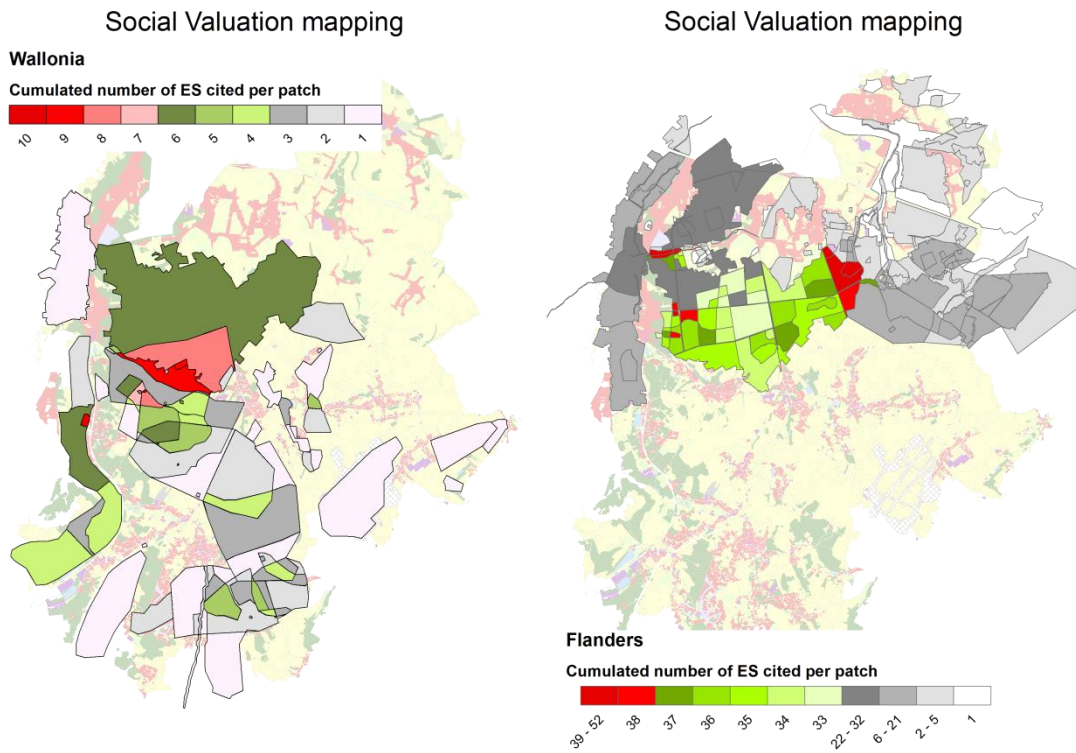 Social Valuation mapping
Wallonia
Cumulated number of ES cited per patch
10 9 8 7 6 5 4 3 2 1
Social Valuation mapping
Flanders
Cumulated number of ES cited per patch
39 - 52 38 37 36 35 34 33 22 - 32 6 - 21 2 - 5 1